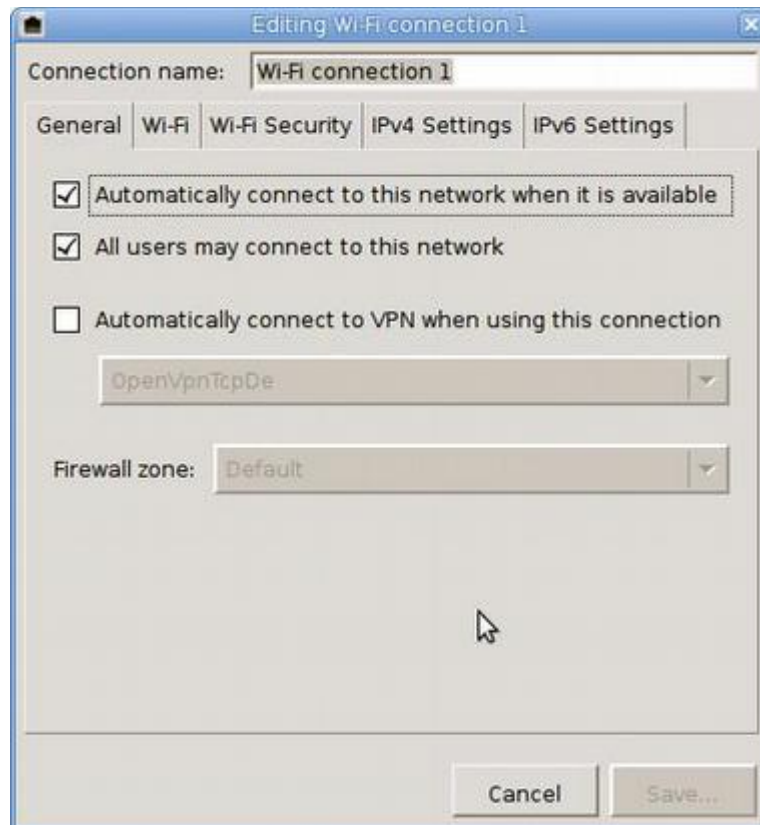 Editing Wi-Fi connection 1
Connection name: Wi-Fi connection 1
General Wi-Fi Wi-Fi Security IPv4 Settings IPv6 Settings
Automatically connect to this network when it is available
All users may connect to this network
Automatically connect to VPN when using this connection
OpenVpnTcpDe
Firewall zone: Default
Cancel Save...